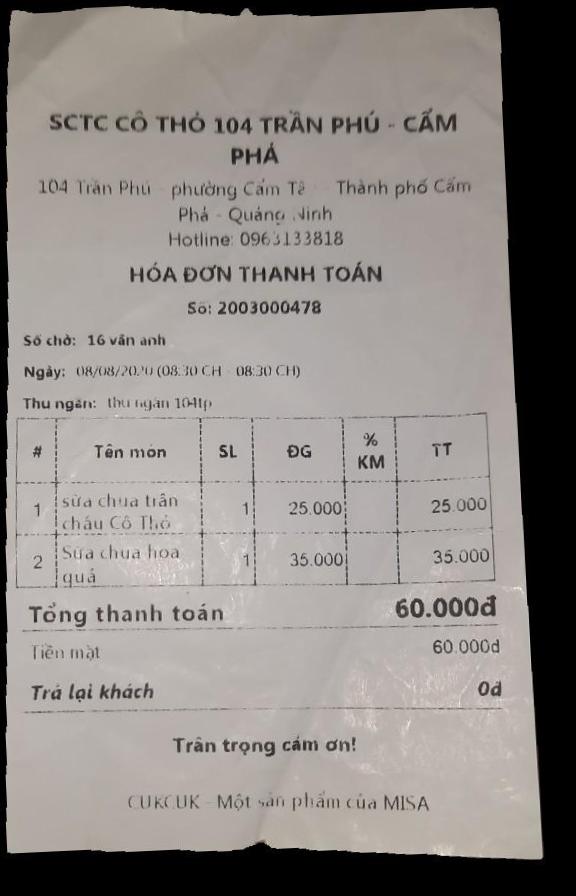 SCTC CÔ THỎ 104 TRẦN PHÚ - CẨM
PHẢ
104 Trần Phú - phường Cẩm Thành phố Cẩm
Phả - Quảng Ninh
Hotline: 0963133818
HÓA ĐƠN THANH TOÁN
Số: 2003000478
Số chờ: 16 vân anh
Ngày: 08/08/2020 (08:30 CH - 08:30 CH)
Thu ngân: thu ngân 104tp
# Tên món SL ĐG % KM TT
1 sữa chua trân châu Cô Thỏ 1 25.000 25.000
2 Sữa chua hoa quả 1 35.000 35.000
Tổng thanh toán 60.000đ
Tiền mặt 60.000đ
Trả lại khách 0đ
Trân trọng cảm ơn!
CUKCUK - Một sản phẩm của MISA